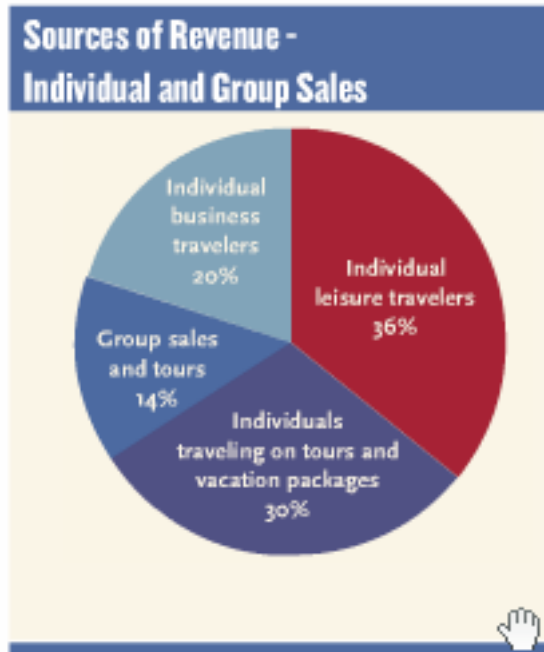 Sources of Revenue -
Individual and Group Sales
Individual
business
travelers
20%
Individual
leisure travelers
36%
Group sales
and tours
14%
Individuals
traveling on tours and
vacation packages
30%